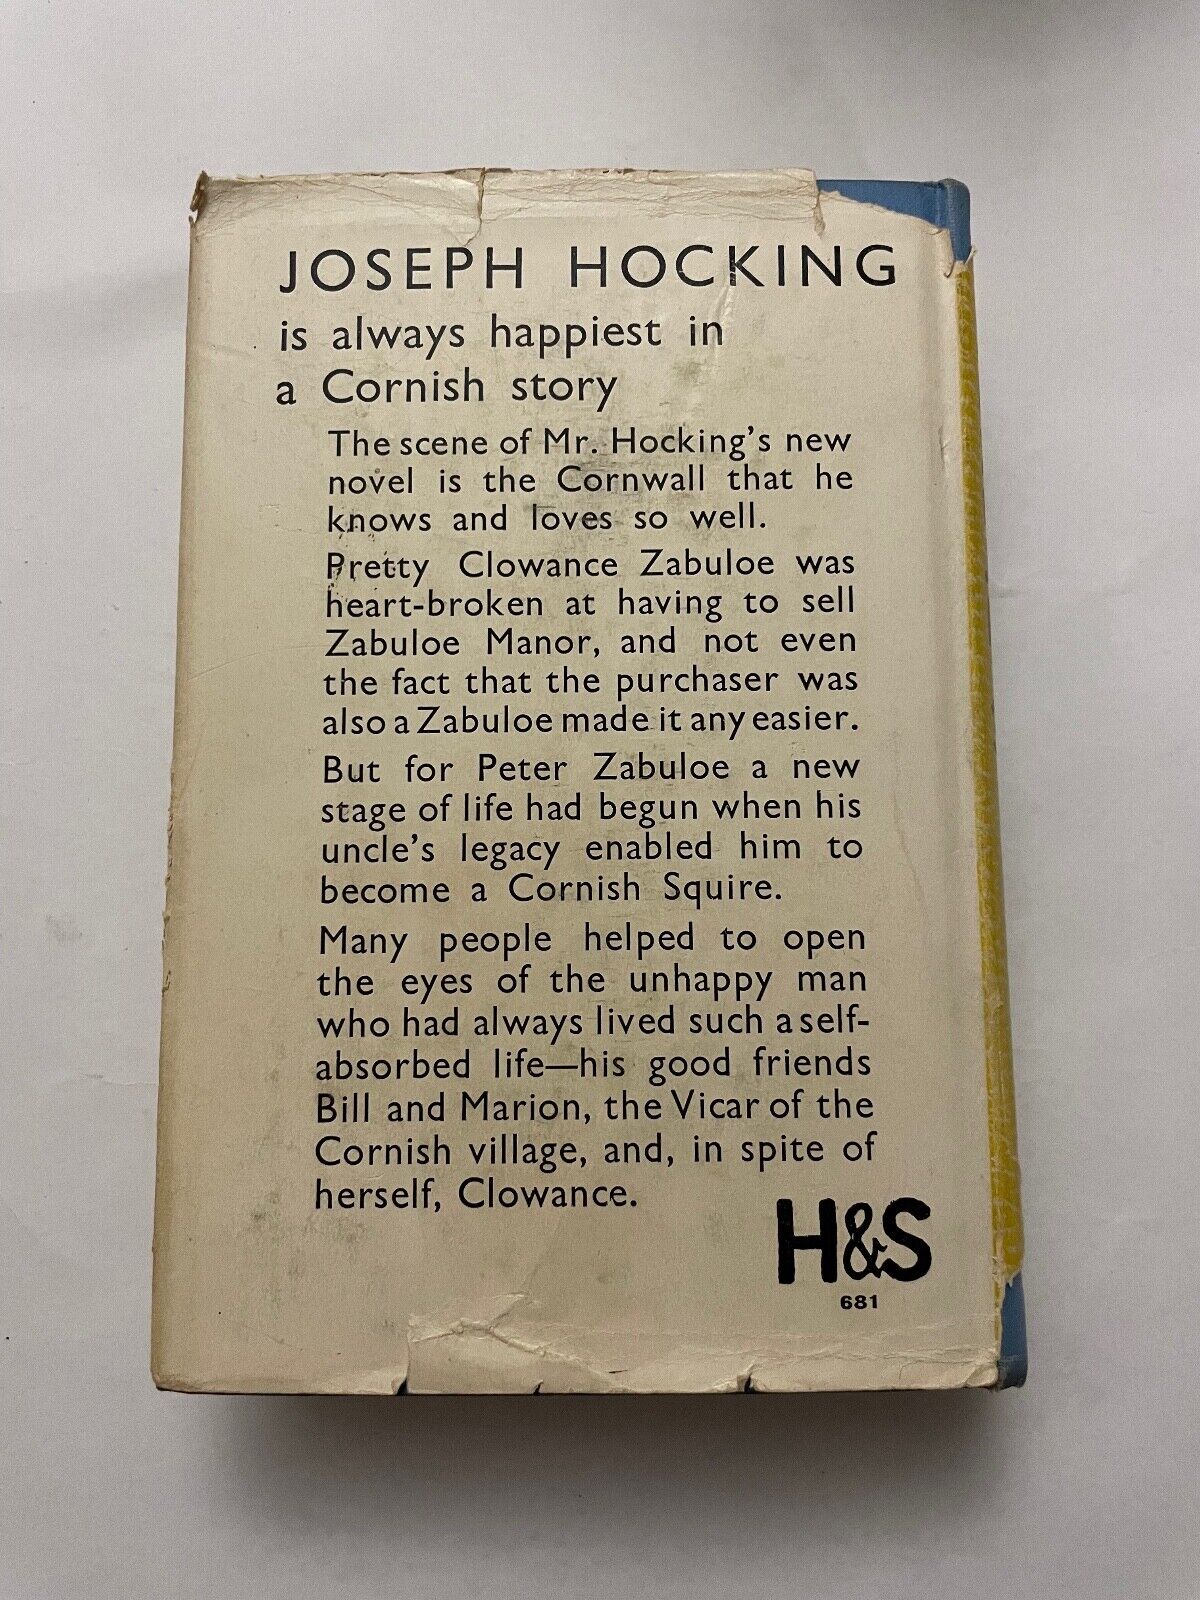 JOSEPH HOCKING
is always happiest in
a Cornish story
The scene of Mr. Hocking's new
novel is the Cornwall that he
knows and loves so well.
Pretty Clowance Zabuloe was
heart-broken at having to sell
Zabuloe Manor, and not even
the fact that the purchaser was
also a Zabuloe made it any easier.
But for Peter Zabuloe a new
stage of life had begun when his
uncle's legacy enabled him to
become a Cornish Squire.
Many people helped to open
the eyes of the unhappy man
who had always lived such a self-
absorbed life—his good friends
Bill and Marion, the Vicar of the
Cornish village, and, in spite of
herself, Clowance.
H&S
681